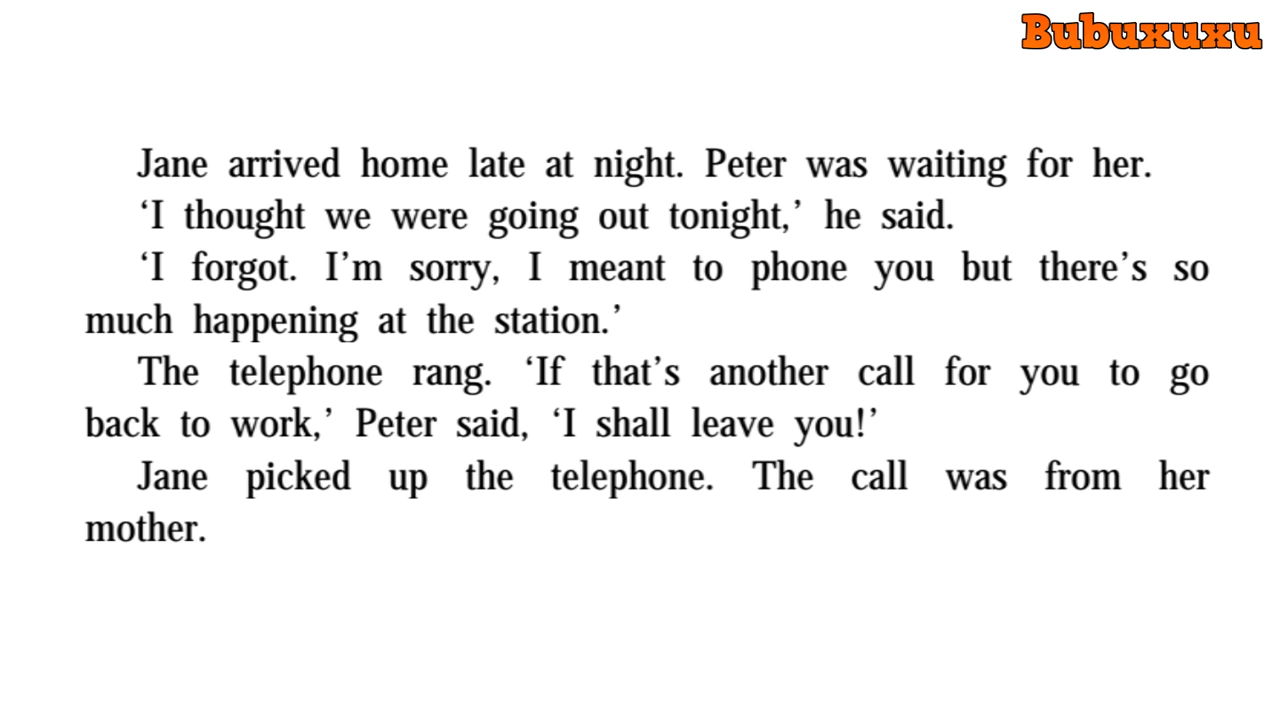 Bubuxuxu
Jane arrived home late at night. Peter was waiting for her.
‘I thought we were going out tonight,’ he said.
‘I forgot. I’m sorry, I meant to phone you but there’s so
much happening at the station.’
The telephone rang. ‘If that’s another call for you to go
back to work,’ Peter said, ‘I shall leave you!’
Jane picked up the telephone. The call was from her
mother.